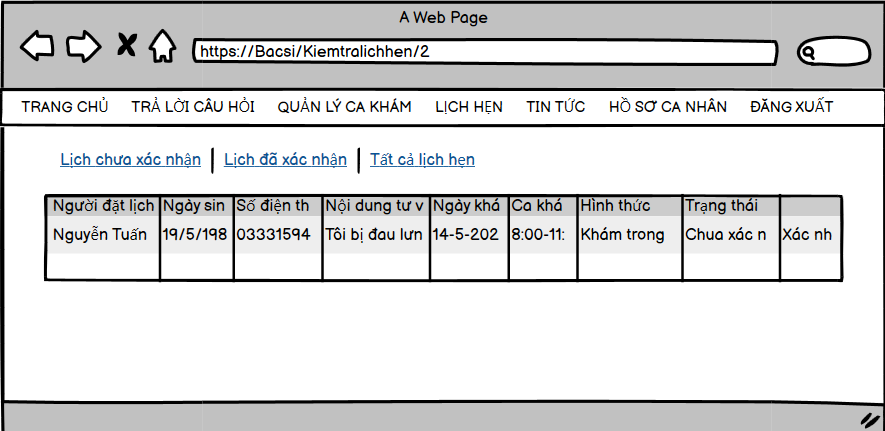 A Web Page
https://Bacsi/Kiemtralichhen/2
TRANG CHỦ TRẢ LỜI CÂU HỎI QUẢN LÝ CA KHÁM LỊCH HẸN TIN TỨC HỒ SƠ CA NHÂN ĐĂNG XUẤT
Lịch chưa xác nhận | Lịch đã xác nhận | Tất cả lịch hẹn
Người đặt lịch Ngày sin Số điện th Nội dung tư v Ngày khá Ca khá Hình thức Trạng thái
Nguyễn Tuấn 19/5/198 03331594 Tôi bị đau lưn 14-5-202 8:00-11: Khám trong Chua xác n Xác nh